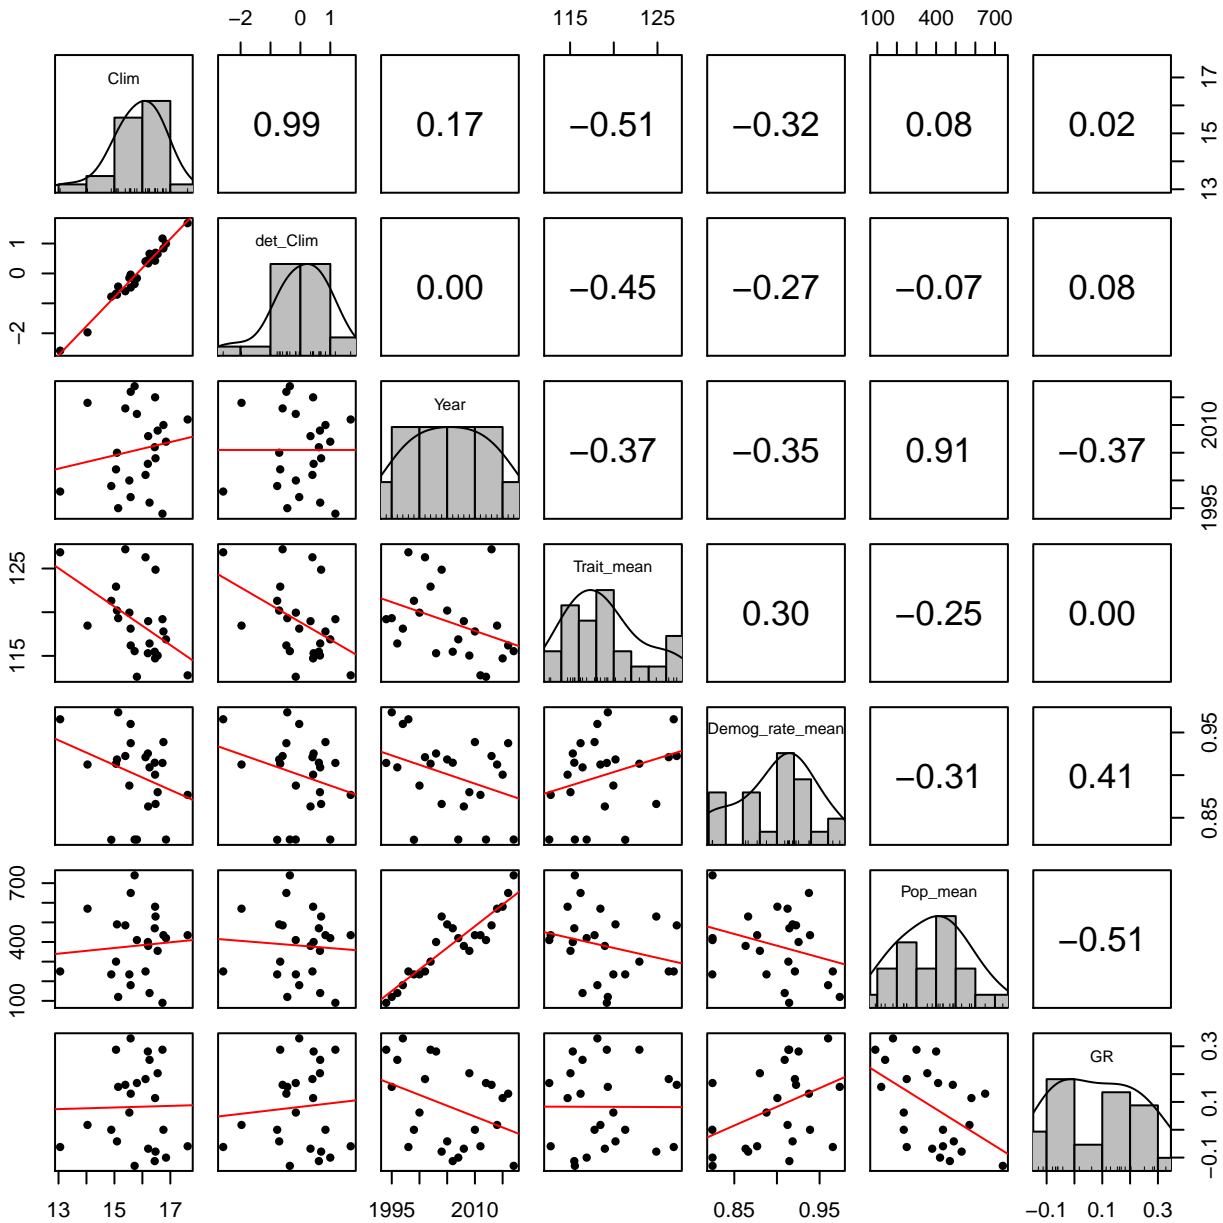 −2 0 1 115 125 100 400 700
Clim 0.99 0.17 −0.51 −0.32 0.08 0.02 13 15 17
−2 0 1 det_Clim 0.00 −0.45 −0.27 −0.07 0.08
Year −0.37 −0.35 0.91 −0.37 1995 2010
115 125 Trait_mean 0.30 −0.25 0.00
Demog_rate_mean −0.31 0.41 0.85 0.95
100 400 700 Pop_mean −0.51
GR −0.1 0.1 0.3
13 15 17 1995 2010 0.85 0.95 −0.1 0.1 0.3